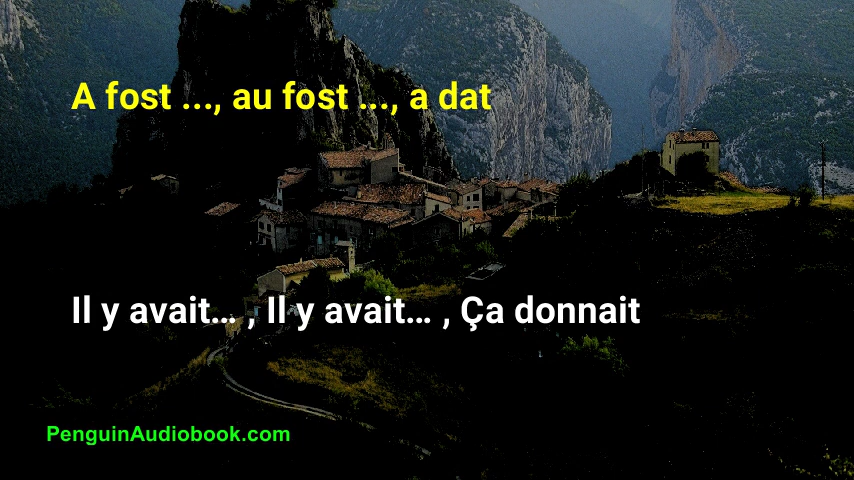 A fost ..., au fost ..., a dat
Il y avait... , Il y avait... , Ça donnait
PenguinAudiobook.com